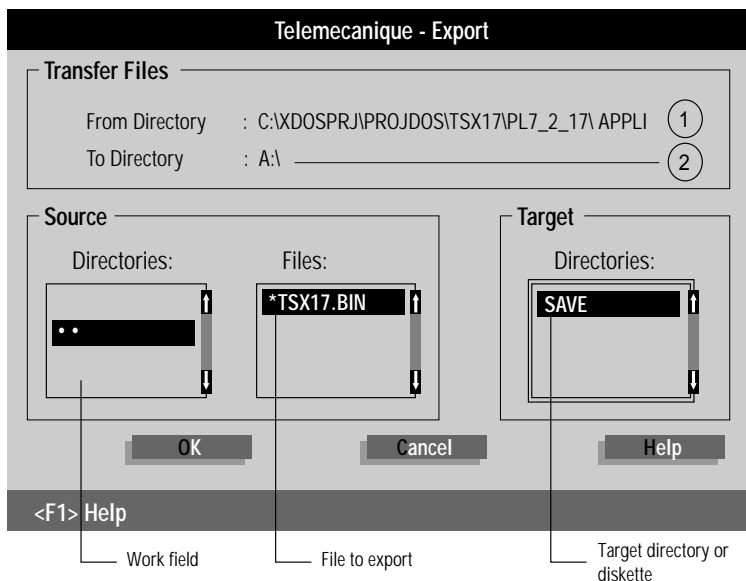 Telemecanique - Export
Transfer Files
From Directory : C:\XDOSPRJ\PROJDOS\TSX17\PL7_2_17\ APPLI 1
To Directory : A:\ 2
Source
Target
Directories: Files: Directories:
*TSX17.BIN SAVE
• •
OK Cancel Help
<F1> Help
Work field File to export Target directory or
diskette